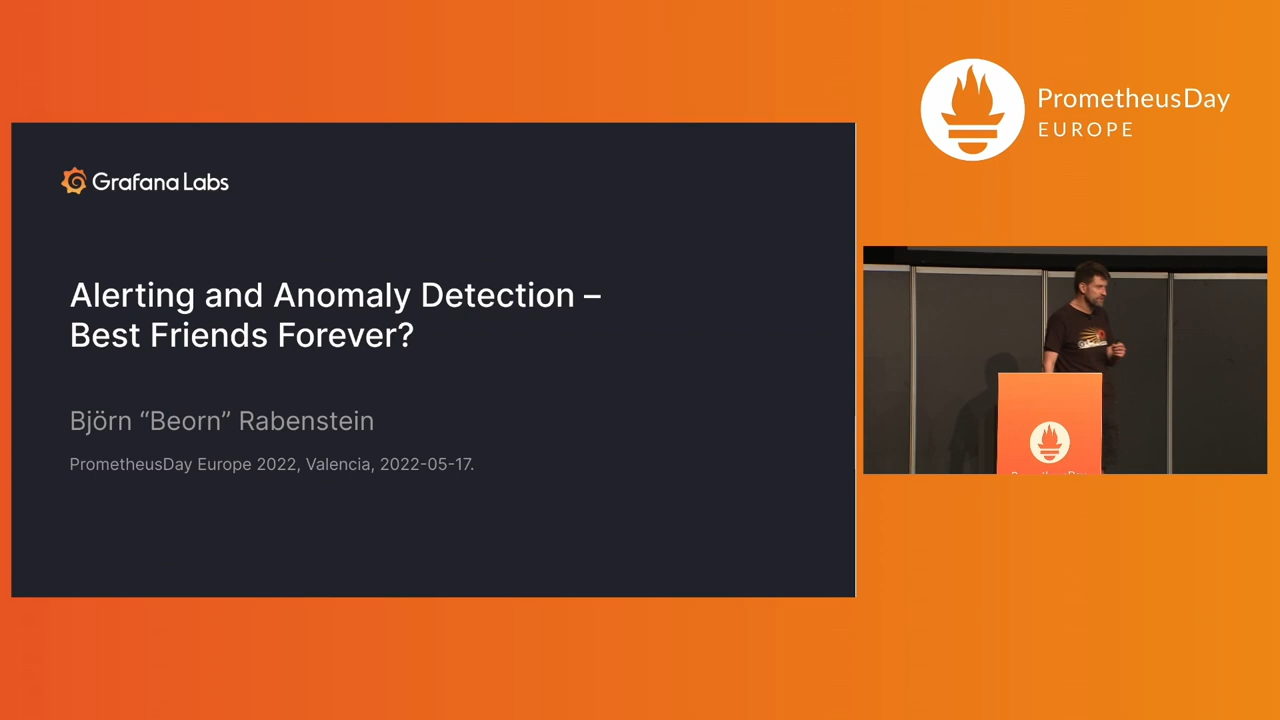 PrometheusDay
EUROPE
Grafana Labs
Alerting and Anomaly Detection –
Best Friends Forever?
Björn “Beorn” Rabenstein
PrometheusDay Europe 2022, Valencia, 2022-05-17.